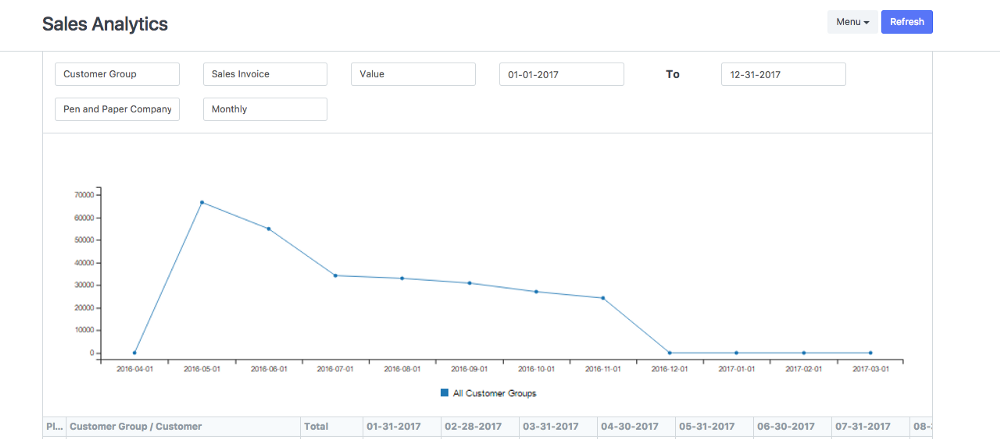 Sales Analytics
Menu
Refresh
Customer Group
Sales Invoice
Value
01-01-2017
To
12-31-2017
Pen and Paper Company
Monthly
70000
60000
50000
40000
30000
20000
10000
0
2016-04-01 2016-05-01 2016-06-01 2016-07-01 2016-08-01 2016-09-01 2016-10-01 2016-11-01 2016-12-01 2017-01-01 2017-02-01 2017-03-01
All Customer Groups
Pl... Customer Group / Customer Total 01-31-2017 02-28-2017 03-31-2017 04-30-2017 05-31-2017 06-30-2017 07-31-2017 08-